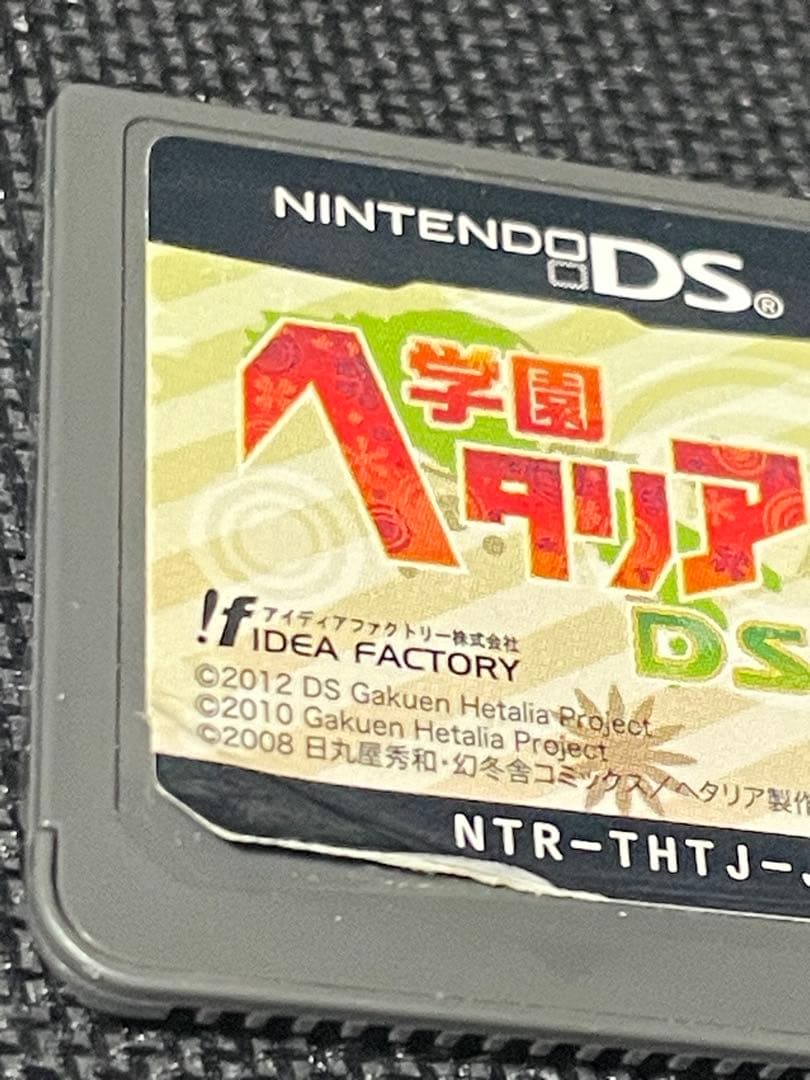 NINTENDO DS®
学園
ヘタリア
DS
!f アイディアファクトリー株式会社
IDEA FACTORY
©2012 DS Gakuen Hetalia Project
©2010 Gakuen Hetalia Project
©2008 日丸屋秀和・幻冬舎コミックス/ヘタリア製作
NTR-THTJ-J